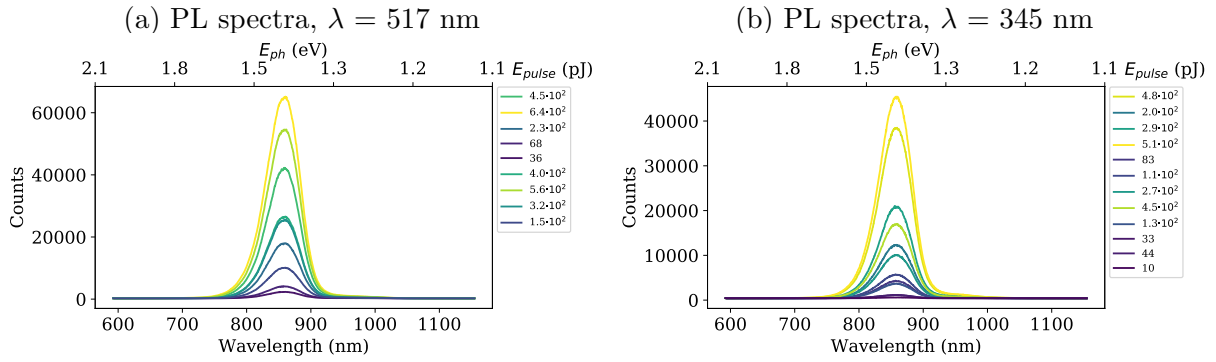 (a) PL spectra, λ = 517 nm
E_ph (eV)
2.1 1.8 1.4 1.3 1.2 1.1
E_pulse (pJ)
4.5·10²
6.4·10²
2.3·10²
68
36
4.0·10²
5.6·10²
3.2·10²
1.5·10²
Counts
60000
40000
20000
0
600 700 800 900 1000 1100
Wavelength (nm)
(b) PL spectra, λ = 345 nm
E_ph (eV)
2.1 1.8 1.4 1.3 1.2 1.1
E_pulse (pJ)
4.8·10²
2.0·10²
2.9·10²
5.1·10²
83
1.1·10²
2.7·10²
4.5·10²
1.3·10²
33
44
10
Counts
40000
30000
20000
10000
0
600 700 800 900 1000 1100
Wavelength (nm)